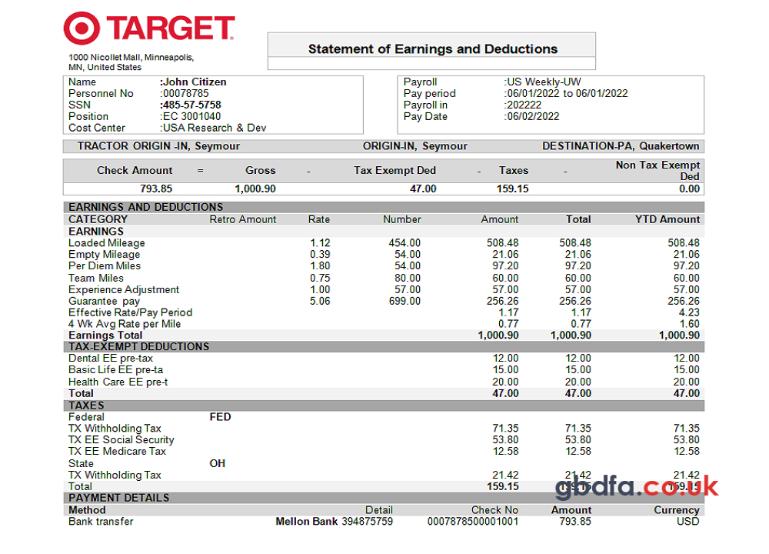 TARGET
Statement of Earnings and Deductions
1000 Nicollet Mall, Minneapolis,
MN, United States
Name :John Citizen
Personnel No :00078785
SSN :485-57-5758
Position :EC 3001040
Cost Center :USA Research & Dev
Payroll :US Weekly-UW
Pay period :06/01/2022 to 06/01/2022
Payroll in :202222
Pay Date :06/02/2022
TRACTOR ORIGIN -IN, Seymour ORIGIN-IN, Seymour DESTINATION-PA, Quakertown
Check Amount = Gross - Tax Exempt Ded - Taxes - Non Tax Exempt Ded
793.85 1,000.90 47.00 159.15 0.00
EARNINGS AND DEDUCTIONS
CATEGORY Retro Amount Rate Number Amount Total YTD Amount
EARNINGS
Loaded Mileage 1.12 454.00 508.48 508.48 508.48
Empty Mileage 0.39 54.00 21.06 21.06 21.06
Per Diem Miles 1.80 54.00 97.20 97.20 97.20
Team Miles 0.75 80.00 60.00 60.00 60.00
Experience Adjustment 1.00 57.00 57.00 57.00 57.00
Guarantee pay 5.06 699.00 256.26 256.26 256.26
Effective Rate/Pay Period 1.17 1.17 4.23
4 Wk Avg Rate per Mile 0.77 0.77 1.60
Earnings Total 1,000.90 1,000.90 1,000.90
TAX-EXEMPT DEDUCTIONS
Dental EE pre-tax 12.00 12.00 12.00
Basic Life EE pre-ta 15.00 15.00 15.00
Health Care EE pre-t 20.00 20.00 20.00
Total 47.00 47.00 47.00
TAXES
Federal FED
TX Withholding Tax 71.35 71.35 71.35
TX EE Social Security 53.80 53.80 53.80
TX EE Medicare Tax 12.58 12.58 12.58
State OH
TX Withholding Tax 21.42 21.42 21.42
Total 159.15 159.15 159.15
gbdfa.co.uk
PAYMENT DETAILS
Method Detail Check No Amount Currency
Bank transfer Mellon Bank 394875759 0007878500001001 793.85 USD